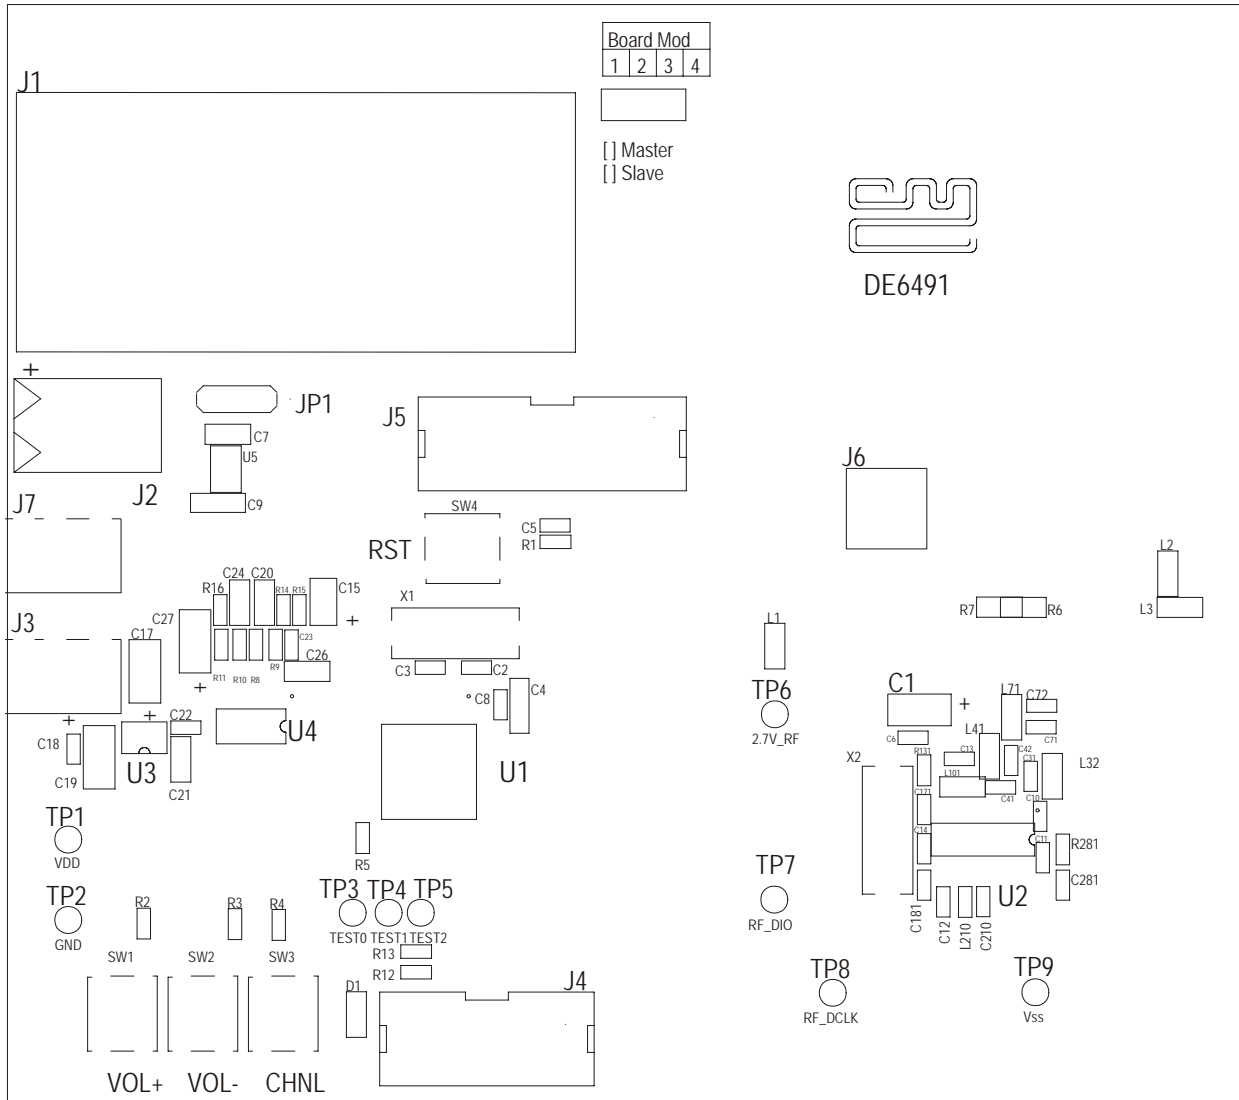 Board Mod
1 2 3 4
J1
[ ] Master
[ ] Slave
DE6491
+
JP1
J5
C7
U5
J6
J2
J7
C9
SW4
C5
RST
R1
L2
C24 C20
R16 R14 R15 C15
X1
R7 R6
L3
C27
+
L1
J3
C17
C23
C26
R11 R10 R8 R9
C3 C2
+
TP6
C1
L71
C72
C8
C4
+
+
+
C22
U4
2.7V_RF
L41
C71
C18
C6
R131
C13
C42
C31
L32
U3
U1
X2
C19
C21
L101
C171
C41
C10
TP1
C14
C11
R281
VDD
R5
TP7
C281
TP2
TP3 TP4 TP5
U2
R2 R3 R4
RF_DIO
C181
C12
L210
C210
GND
TEST0 TEST1 TEST2
SW1 SW2 SW3
R13
R12
TP8
TP9
D1
J4
RF_DCLK
Vss
VOL+ VOL- CHNL